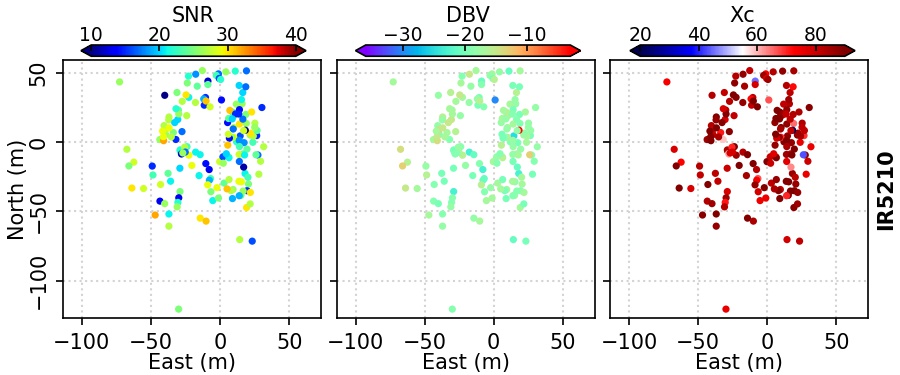 SNR DBV Xc
10 20 30 40 −30 −20 −10 20 40 60 80
50
0
−50
−100
North (m)
−100 −50 0 50 −100 −50 0 50 −100 −50 0 50
East (m) East (m) East (m)
IR5210